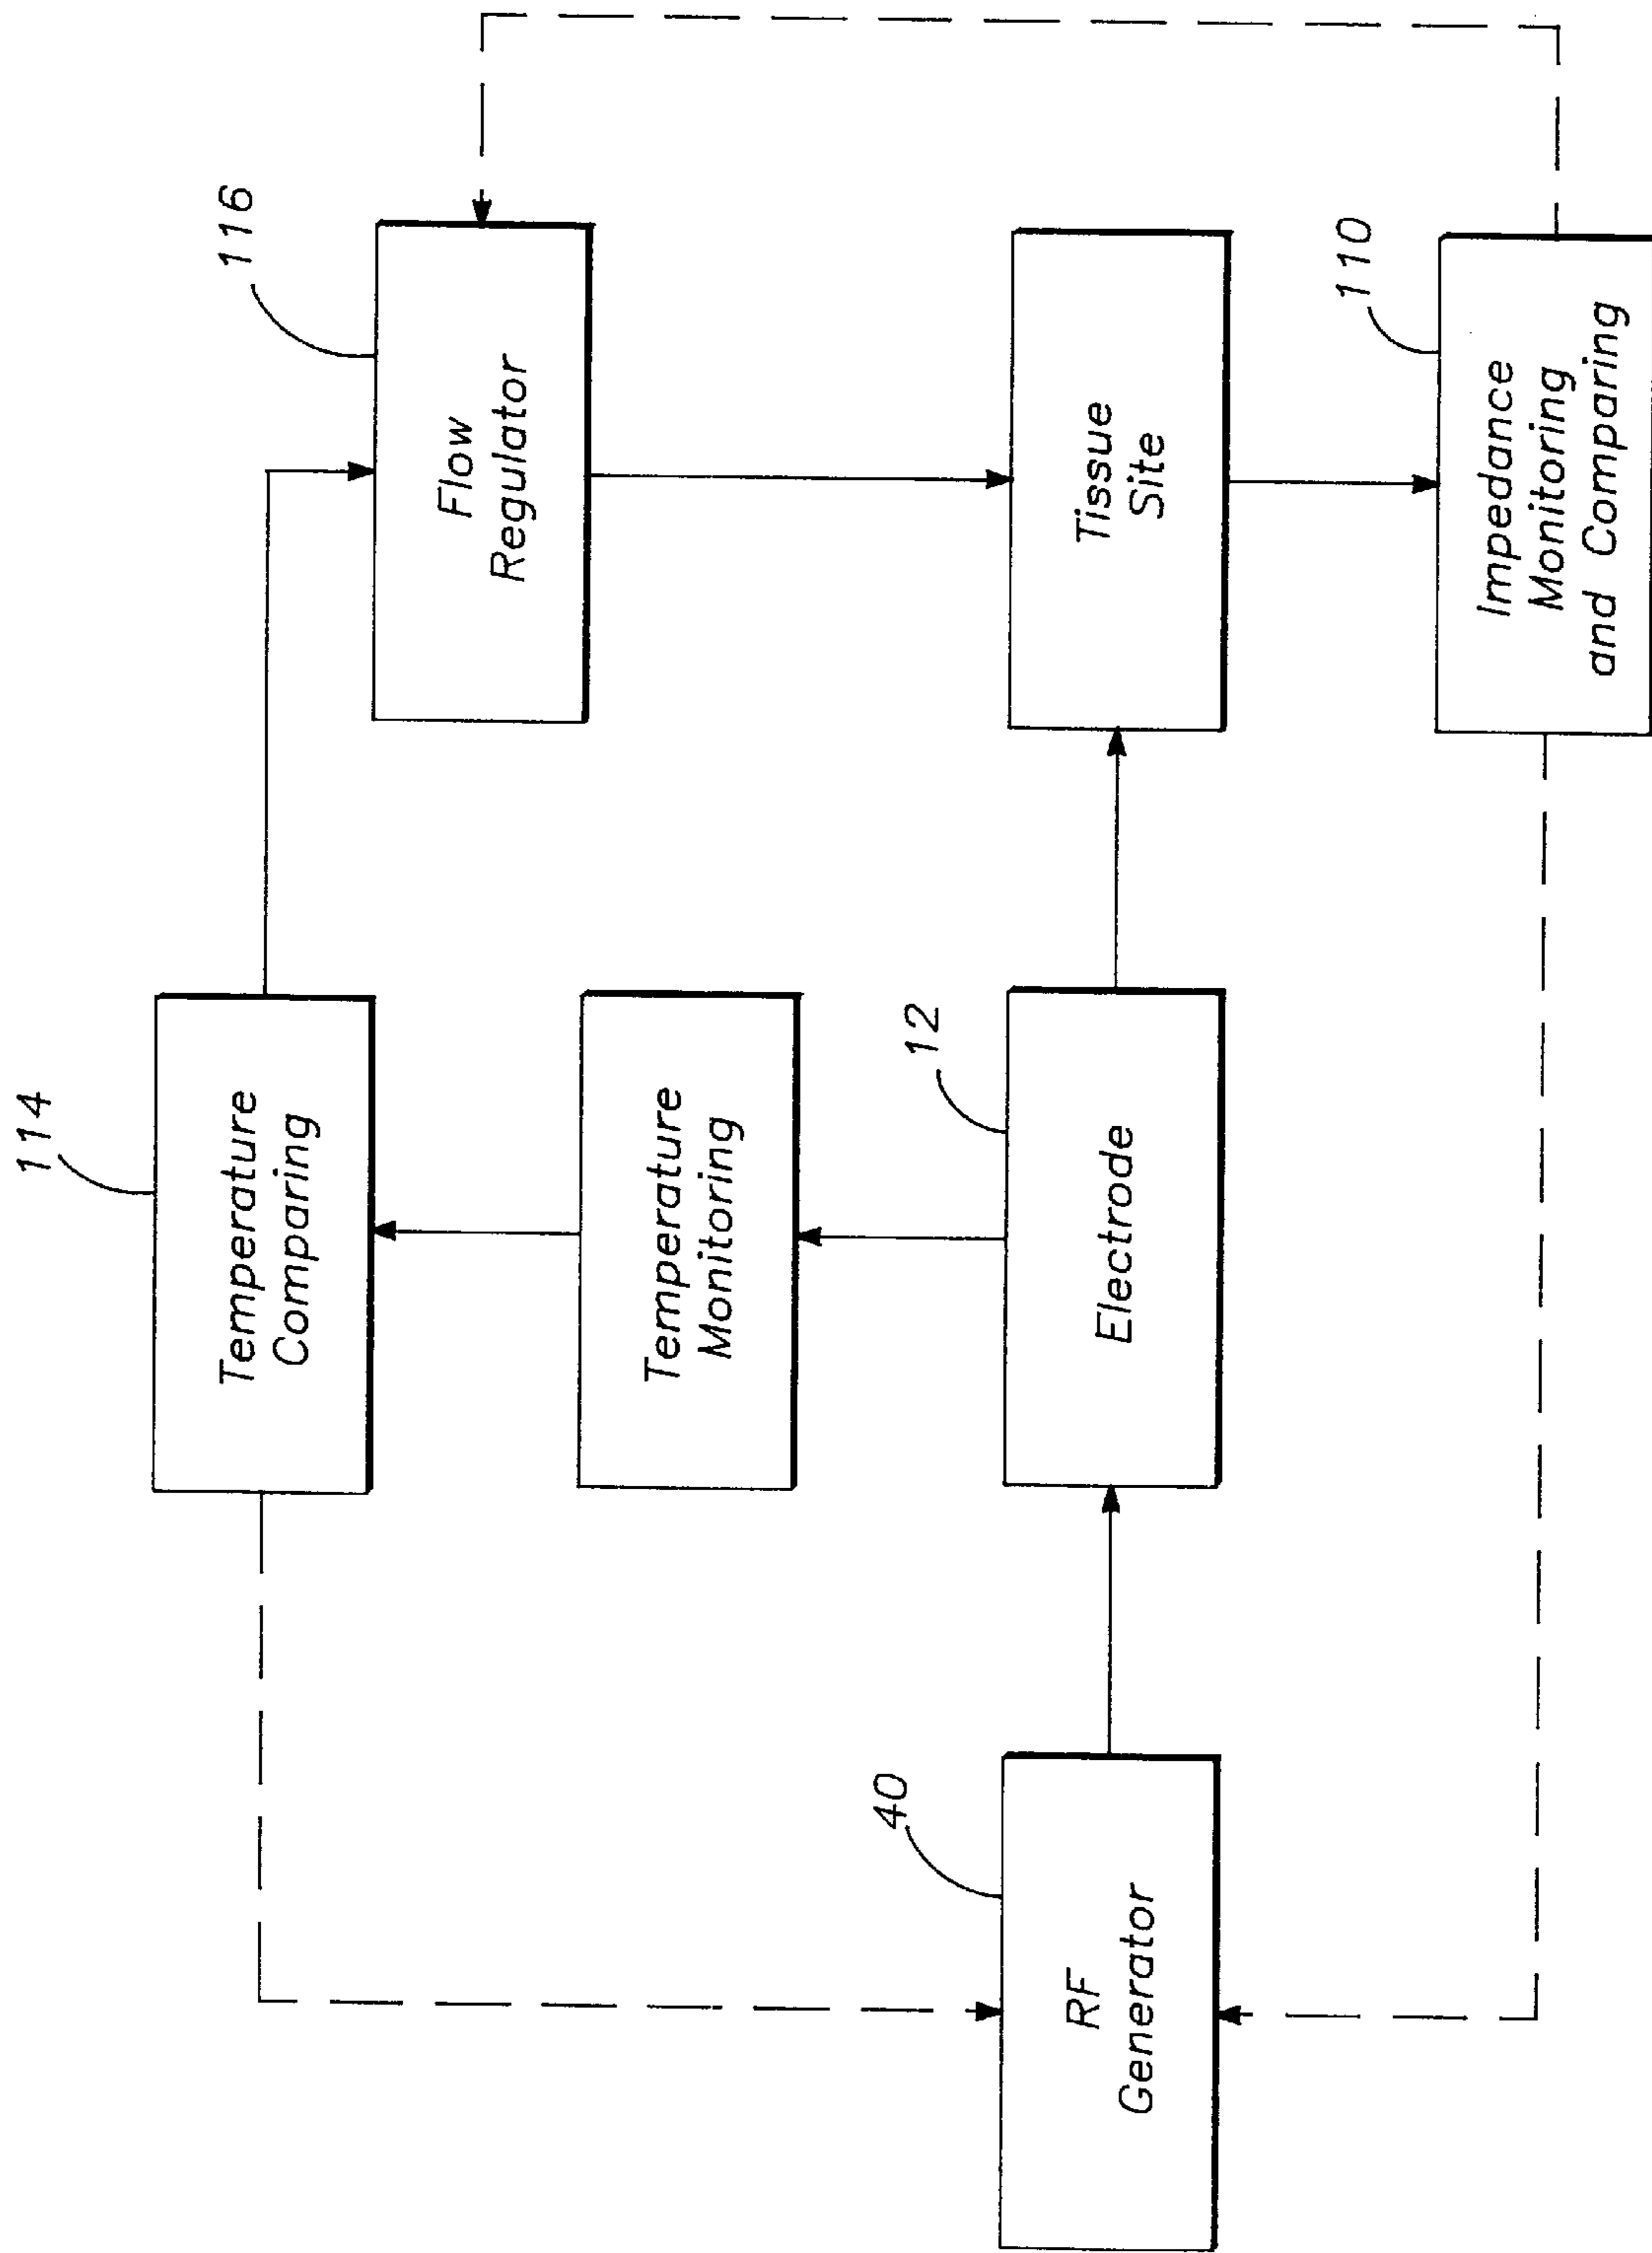 114
Temperature
Comparing
116
Flow
Regulator
Temperature
Monitoring
40
RF
Generator
12
Electrode
Tissue
Site
110
Impedance
Monitoring
and Comparing